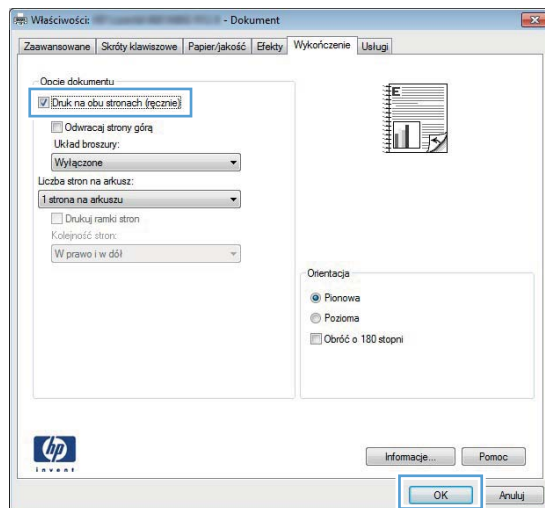 Właściwości: - Dokument
Zaawansowane Skróty klawiszowe Papier/jakość Efekty Wykończenie Usługi
Opcje dokumentu
Druk na obu stronach (ręcznie)
Odwracaj strony górą
Układ broszury:
Wyłączone
Liczba stron na arkusz:
1 strona na arkuszu
Drukuj ramki stron
Kolejność stron:
W prawo i w dół
E
Orientacja
Pionowa
Pozioma
Obróć o 180 stopni
hp
invent
Informacje... Pomoc
OK Anuluj